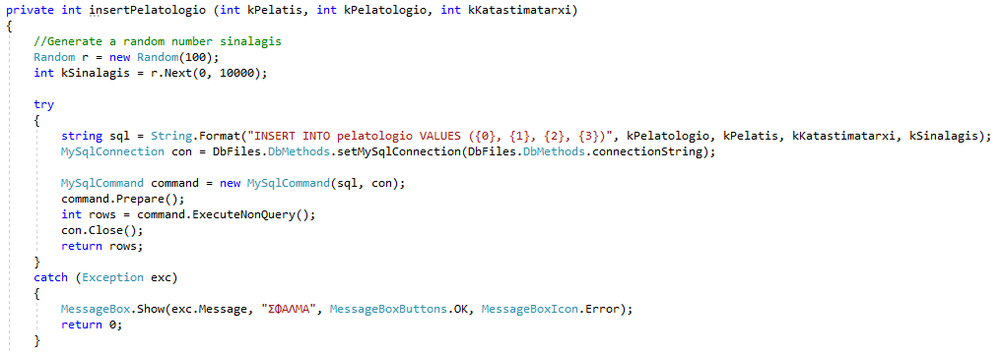 private int insertPelatologio (int kPelatis, int kPelatologio, int kKatastimatarxi)
{
    //Generate a random number sinalagis
    Random r = new Random(100);
    int kSinalagis = r.Next(0, 10000);

    try
    {
        string sql = String.Format("INSERT INTO pelatologio VALUES ({0}, {1}, {2}, {3})", kPelatologio, kPelatis, kKatastimatarxi, kSinalagis);
        MySqlConnection con = DbFiles.DbMethods.setMySqlConnection(DbFiles.DbMethods.connectionString);

        MySqlCommand command = new MySqlCommand(sql, con);
        command.Prepare();
        int rows = command.ExecuteNonQuery();
        con.Close();
        return rows;
    }
    catch (Exception exc)
    {
        MessageBox.Show(exc.Message, "ΣΦΑΛΜΑ", MessageBoxButtons.OK, MessageBoxIcon.Error);
        return 0;
    }